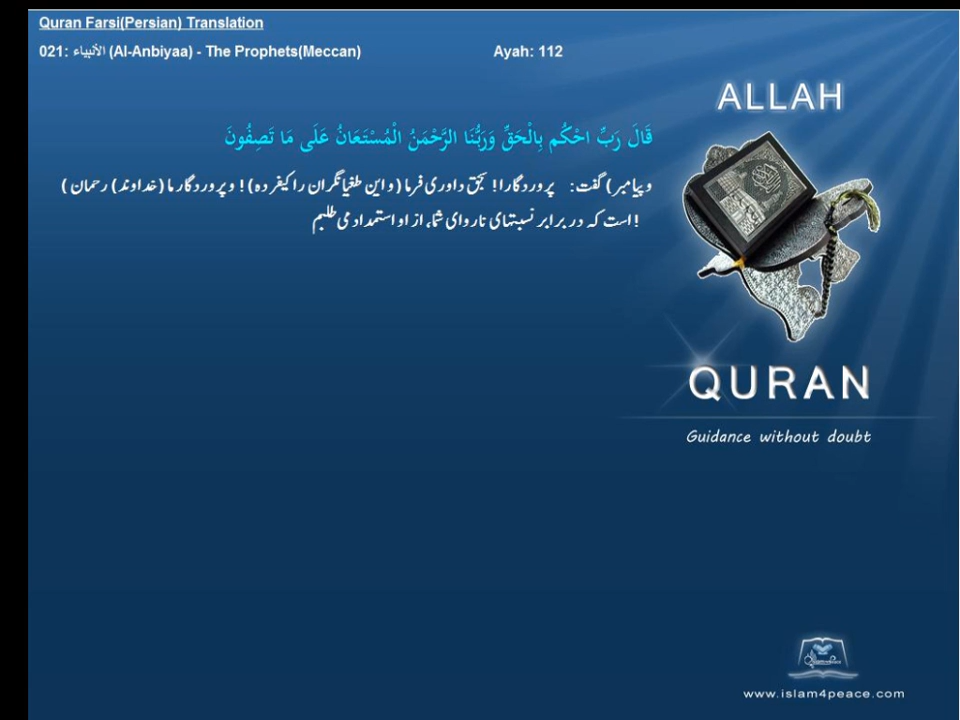 Quran Farsi(Persian) Translation
021: الأنبياء (Al-Anbiyaa) - The Prophets(Meccan) Ayah: 112
ALLAH
قَالَ رَبِّ احْكُم بِالْحَقِّ وَرَبُّنَا الرَّحْمَنُ الْمُسْتَعَانُ عَلَى مَا تَصِفُونَ
و پیامبر) گفت: پروردگارا! بحق داوری فرما (و این طغیانگران را کیفر ده)! و پروردگار ما (خداوند) رحمان )
! است که در برابر نسبتهای ناروای شما، از او استمداد می طلبم
QURAN
Guidance without doubt
www.islam4peace.com